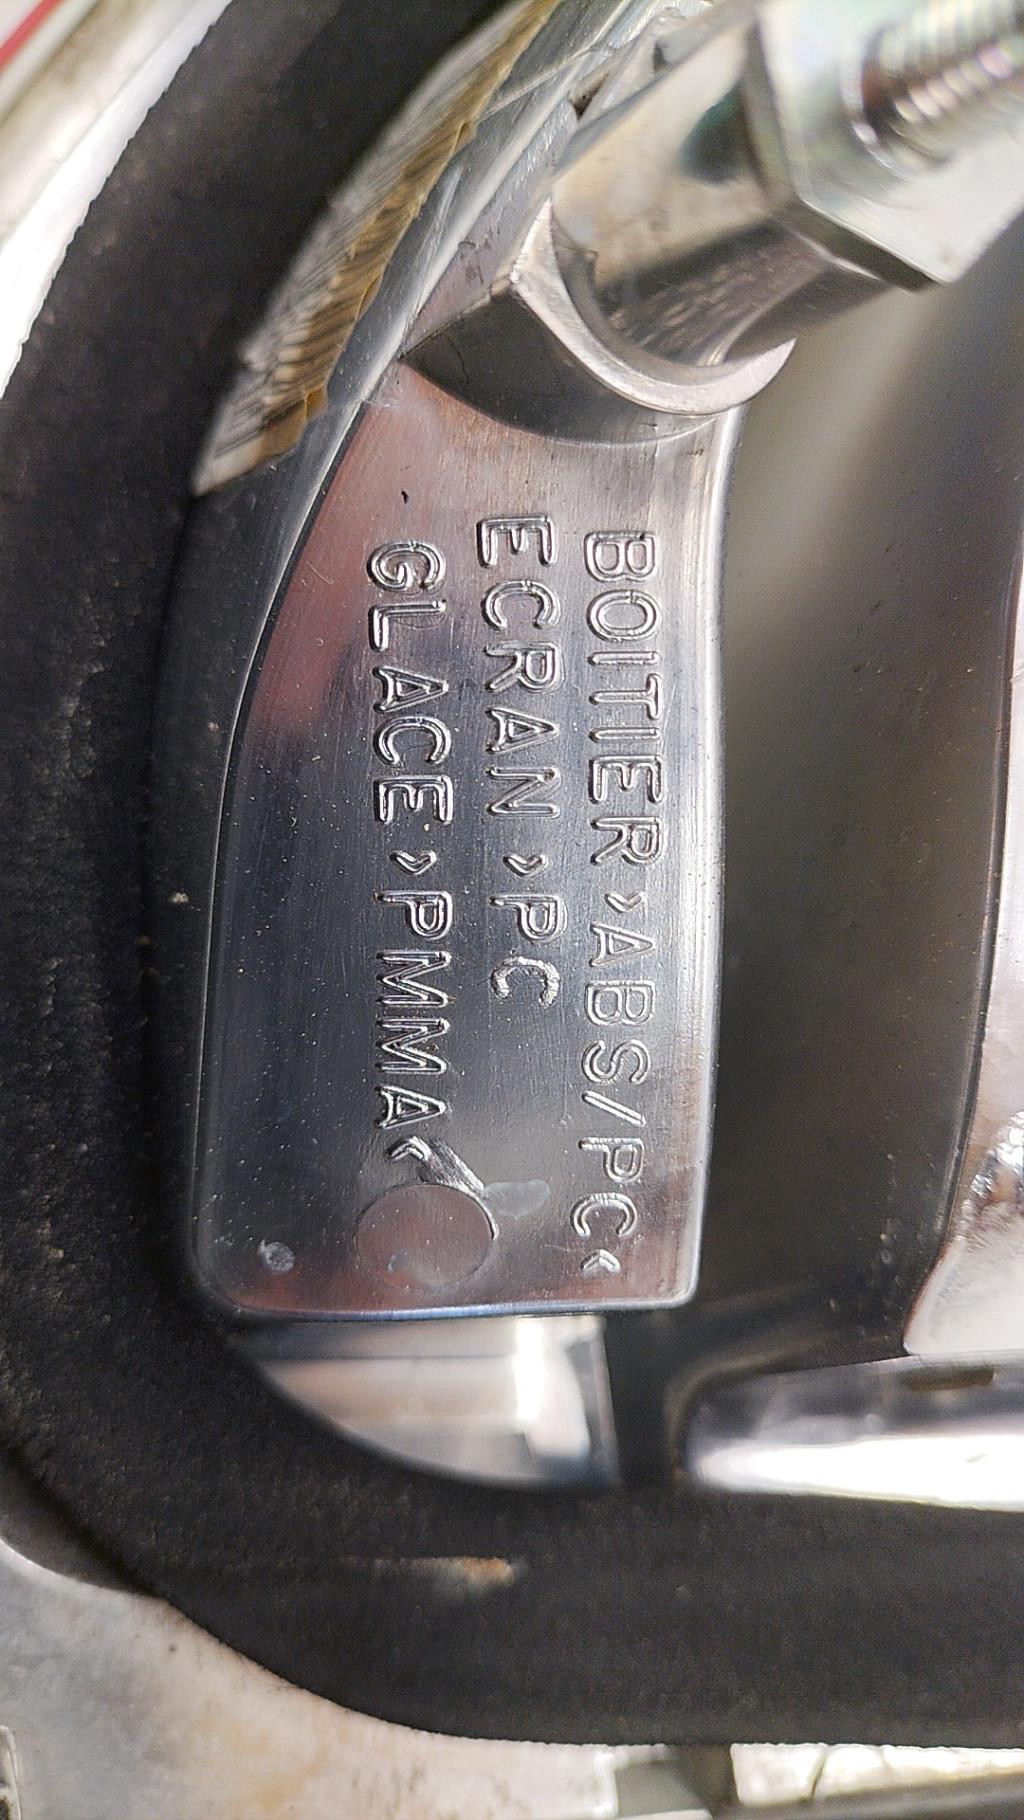 BOITIER >ABS/PC<
ECRAN >PC
GLACE >PMMA<